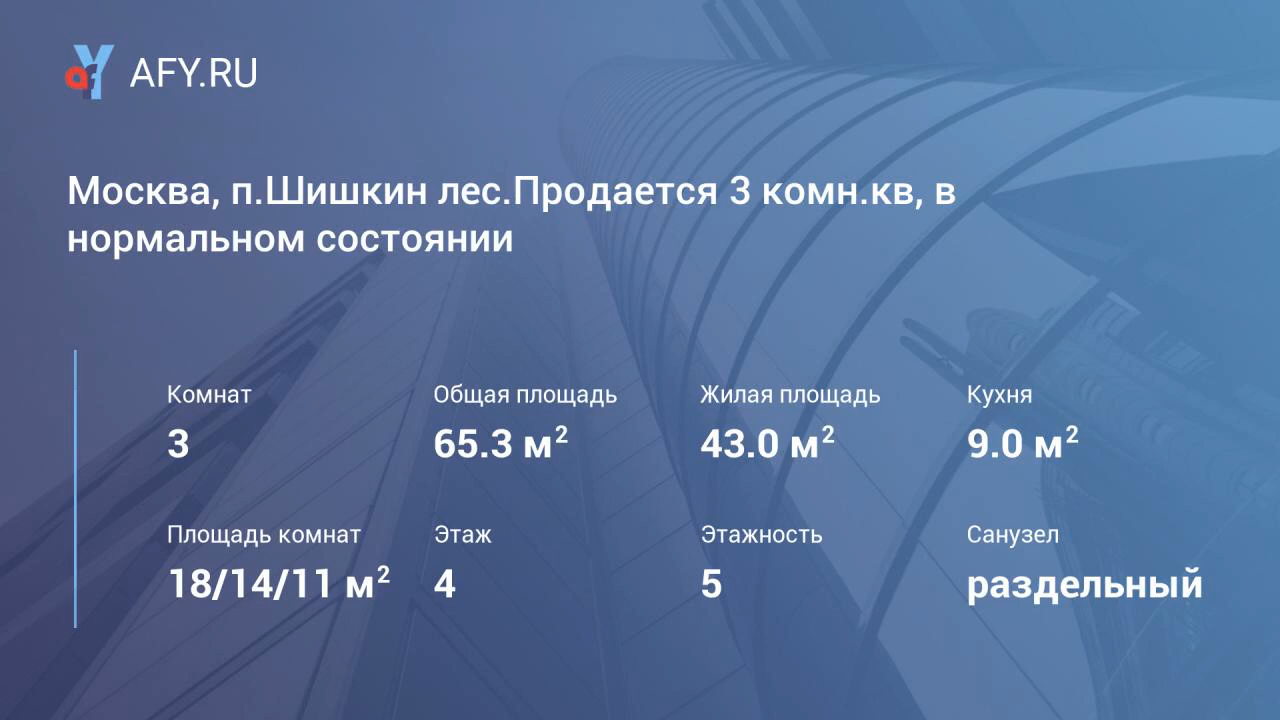 AFY.RU
Москва, п.Шишкин лес.Продается 3 комн.кв, в
нормальном состоянии
Комнат
3
Общая площадь
65.3 м²
Жилая площадь
43.0 м²
Кухня
9.0 м²
Площадь комнат
18/14/11 м²
Этаж
4
Этажность
5
Санузел
раздельный